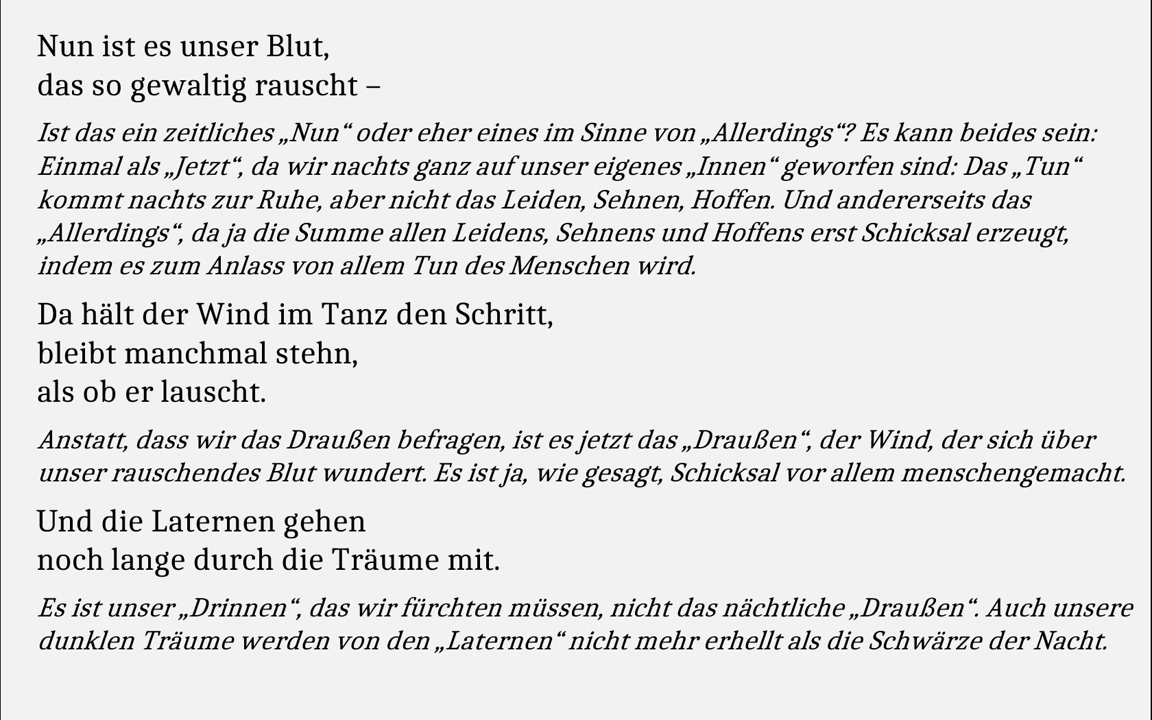 Nun ist es unser Blut,
das so gewaltig rauscht –
Ist das ein zeitliches „Nun“ oder eher eines im Sinne von „Allerdings“? Es kann beides sein:
Einmal als „Jetzt“, da wir nachts ganz auf unser eigenes „Innen“ geworfen sind: Das „Tun“
kommt nachts zur Ruhe, aber nicht das Leiden, Sehnen, Hoffen. Und andererseits das
„Allerdings“, da ja die Summe allen Leidens, Sehnens und Hoffens erst Schicksal erzeugt,
indem es zum Anlass von allem Tun des Menschen wird.
Da hält der Wind im Tanz den Schritt,
bleibt manchmal stehn,
als ob er lauscht.
Anstatt, dass wir das Draußen befragen, ist es jetzt das „Draußen“, der Wind, der sich über
unser rauschendes Blut wundert. Es ist ja, wie gesagt, Schicksal vor allem menschengemacht.
Und die Laternen gehen
noch lange durch die Träume mit.
Es ist unser „Drinnen“, das wir fürchten müssen, nicht das nächtliche „Draußen“. Auch unsere
dunklen Träume werden von den „Laternen“ nicht mehr erhellt als die Schwärze der Nacht.